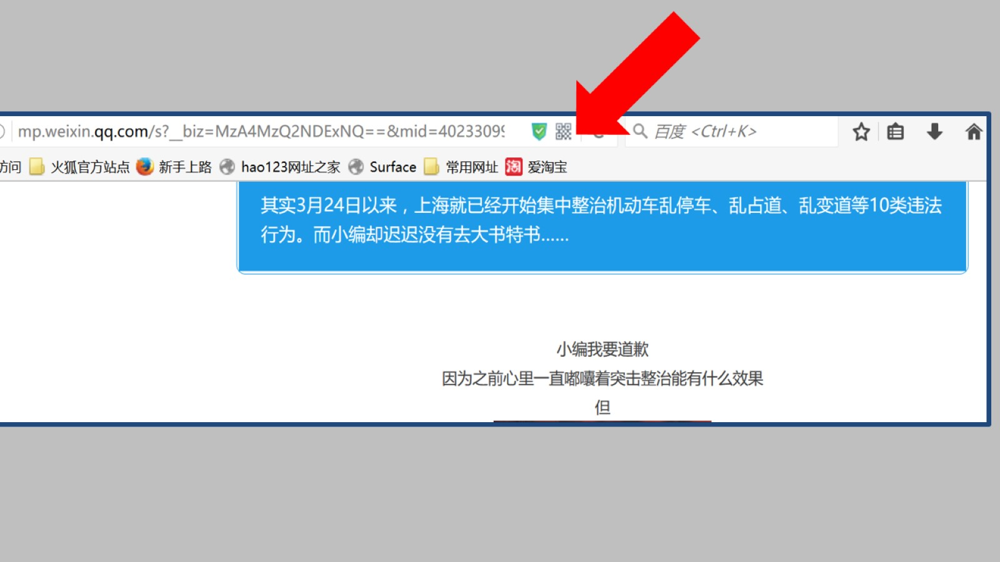 mp.weixin.qq.com/s?__biz=MzA4MzQ2NDExNQ==&mid=40233099
百度 <Ctrl+K>
访问 火狐官方站点 新手上路 hao123网址之家 Surface 常用网址 淘 爱淘宝
其实3月24日以来，上海就已经开始集中整治机动车乱停车、乱占道、乱变道等10类违法
行为。而小编却迟迟没有去大书特书......
小编我要道歉
因为之前心里一直嘟囔着突击整治能有什么效果
但